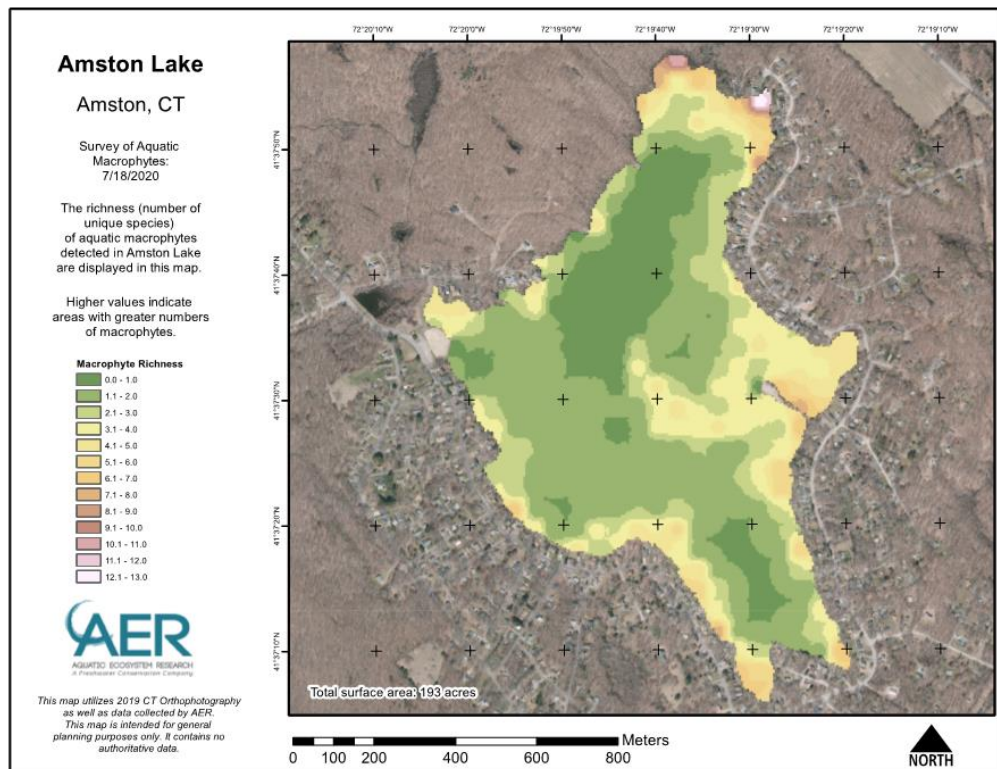 Amston Lake
Amston, CT
Survey of Aquatic
Macrophytes:
7/18/2020
The richness (number of
unique species)
of aquatic macrophytes
detected in Amston Lake
are displayed in this map.
Higher values indicate
areas with greater numbers
of macrophytes.
Macrophyte Richness
0.0 - 1.0
1.1 - 2.0
2.1 - 3.0
3.1 - 4.0
4.1 - 5.0
5.1 - 6.0
6.1 - 7.0
7.1 - 8.0
8.1 - 9.0
9.1 - 10.0
10.1 - 11.0
11.1 - 12.0
12.1 - 13.0
AER
AQUATIC ECOSYSTEM RESEARCH
A Freshwater Conservation Company
This map utilizes 2019 CT Orthophotography
as well as data collected by AER.
This map is intended for general
planning purposes only. It contains no
authoritative data.
72°20'10"W 72°20'0"W 72°19'50"W 72°19'40"W 72°19'30"W 72°19'20"W 72°19'10"W
41°37'50"N
41°37'40"N
41°37'30"N
41°37'20"N
41°37'10"N
Total surface area: 193 acres
Meters
0 100 200 400 600 800
NORTH